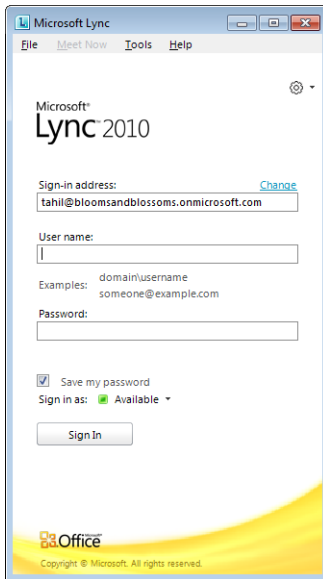 Microsoft Lync
File Meet Now Tools Help
Microsoft®
Lync™ 2010
Sign-in address: Change
tahil@bloomsandblossoms.onmicrosoft.com
User name:
Examples: domain\username
someone@example.com
Password:
Save my password
Sign in as: Available
Sign In
Microsoft®
Office
Copyright © Microsoft. All rights reserved.